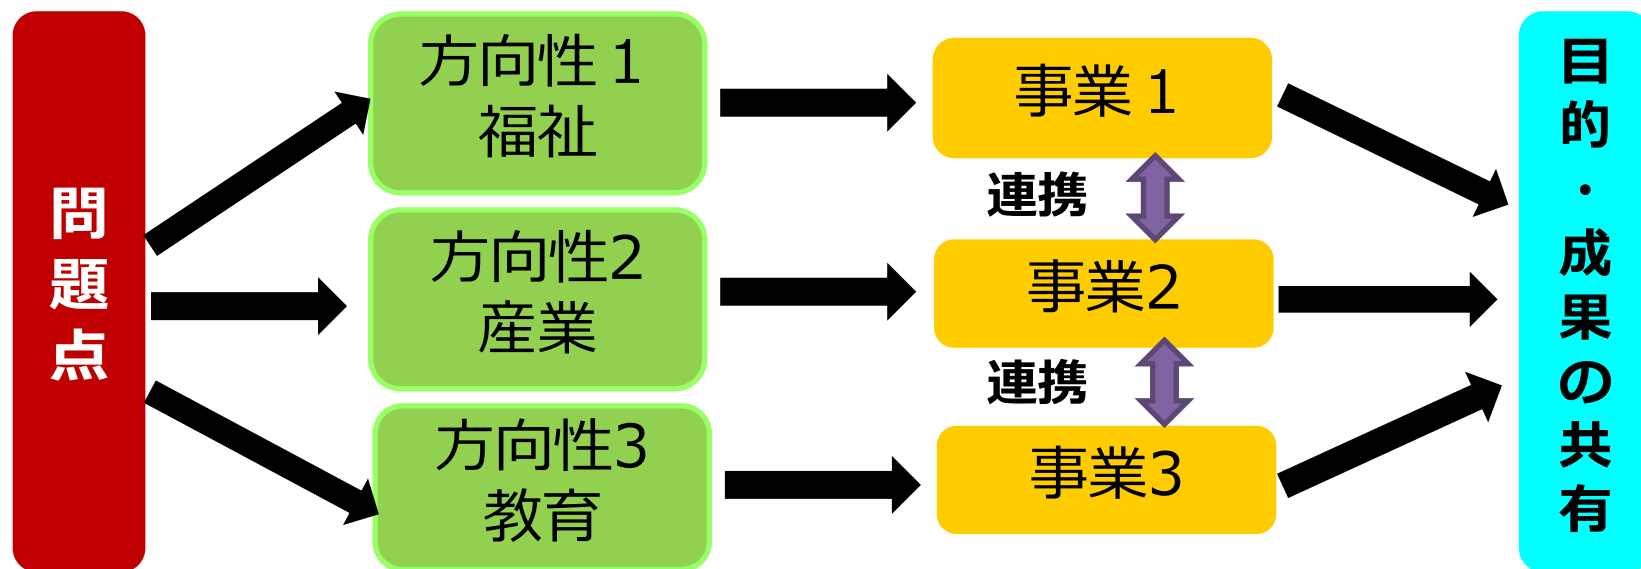 問題点
方向性１
福祉
方向性2
産業
方向性3
教育
事業１
連携
事業2
連携
事業3
目的・成果の共有